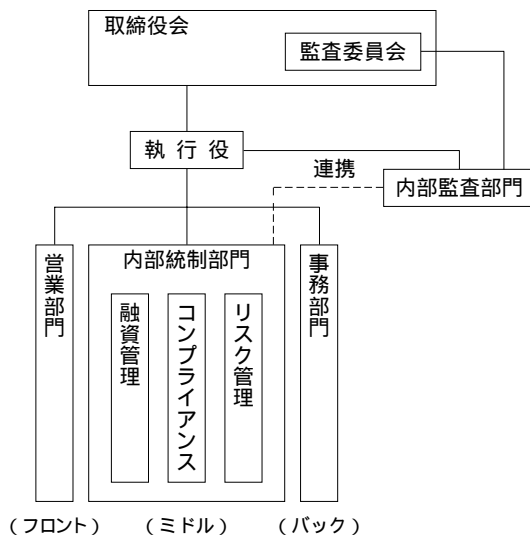 取締役会
監査委員会
執行役
連携
内部監査部門
営業部門
内部統制部門
事務部門
融資管理
コンプライアンス
リスク管理
(フロント)
(ミドル)
(バック)